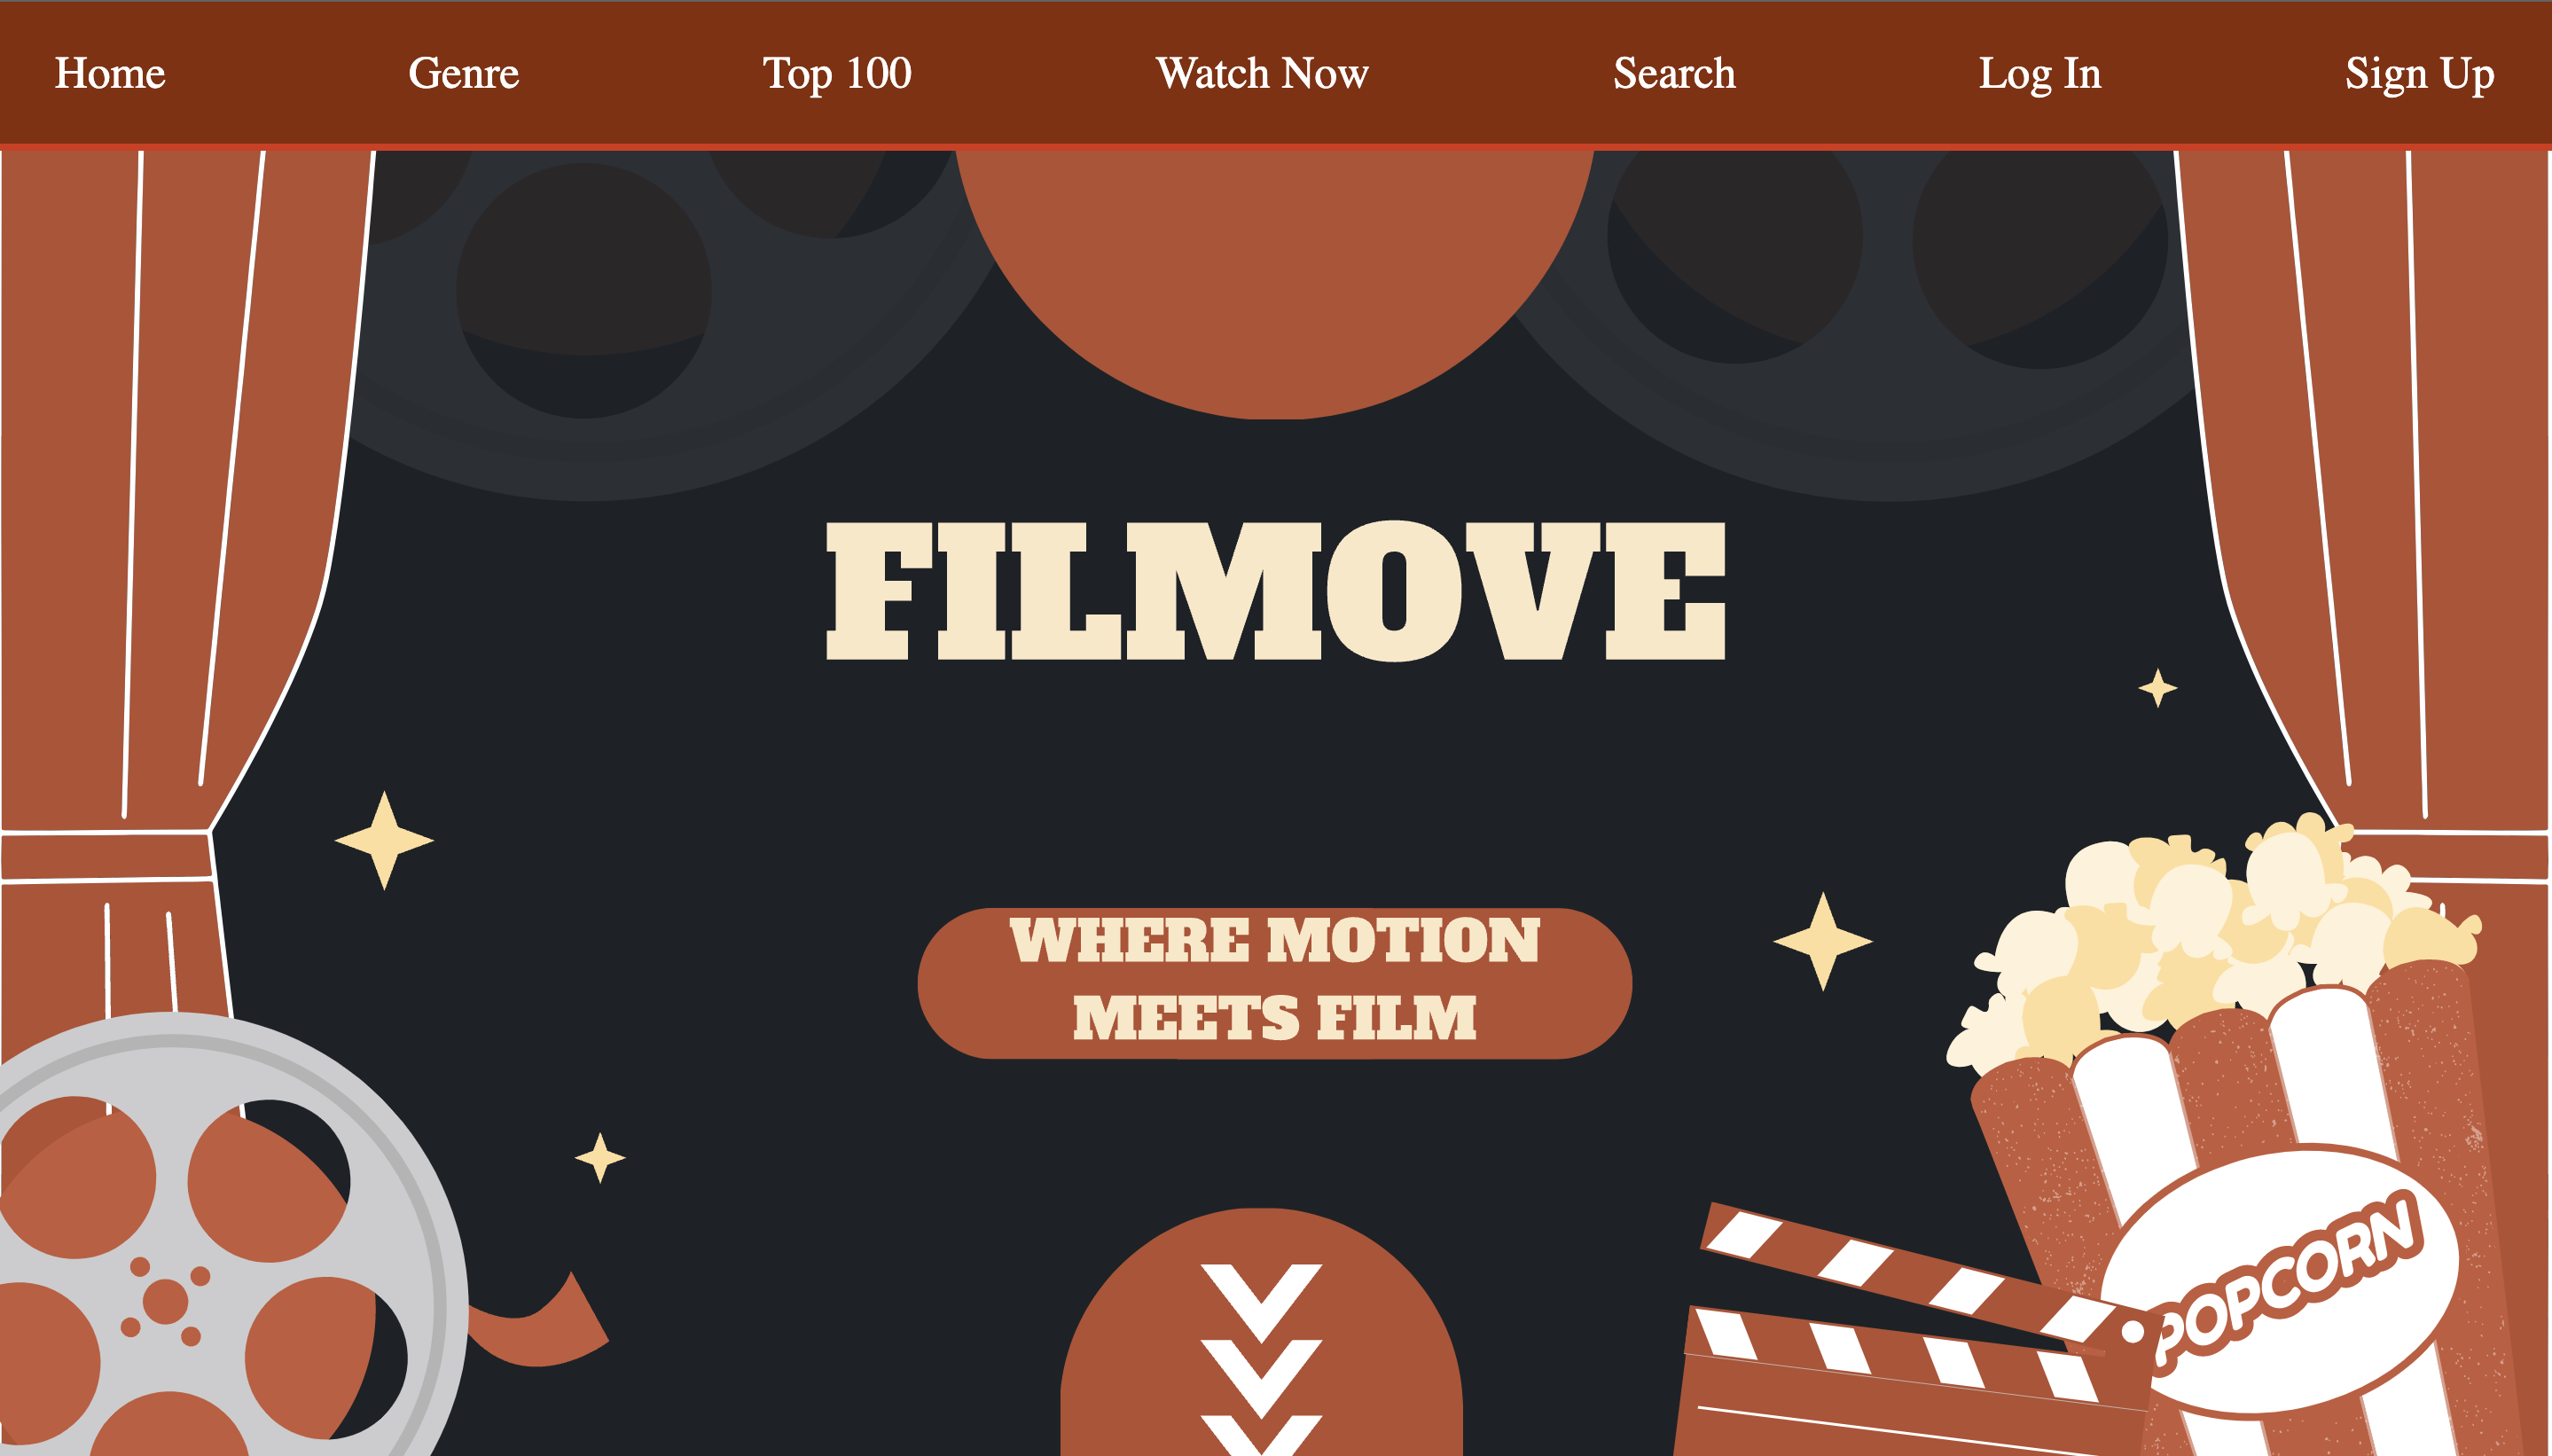 Home Genre Top 100 Watch Now Search Log In Sign Up
FILMOVE
WHERE MOTION
MEETS FILM
POPCORN